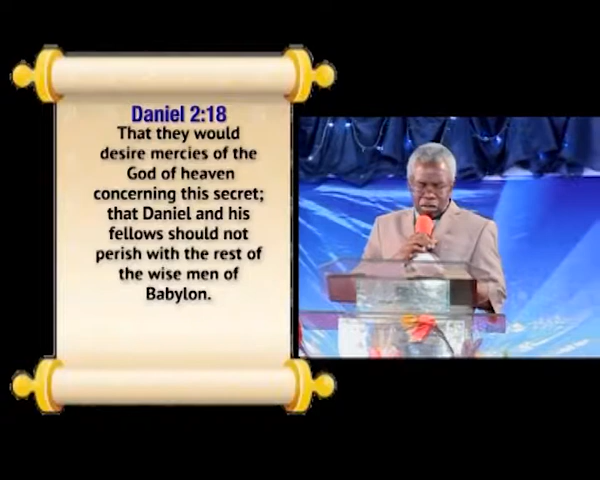 Daniel 2:18
That they would
desire mercies of the
God of heaven
concerning this secret;
that Daniel and his
fellows should not
perish with the rest of
the wise men of
Babylon.